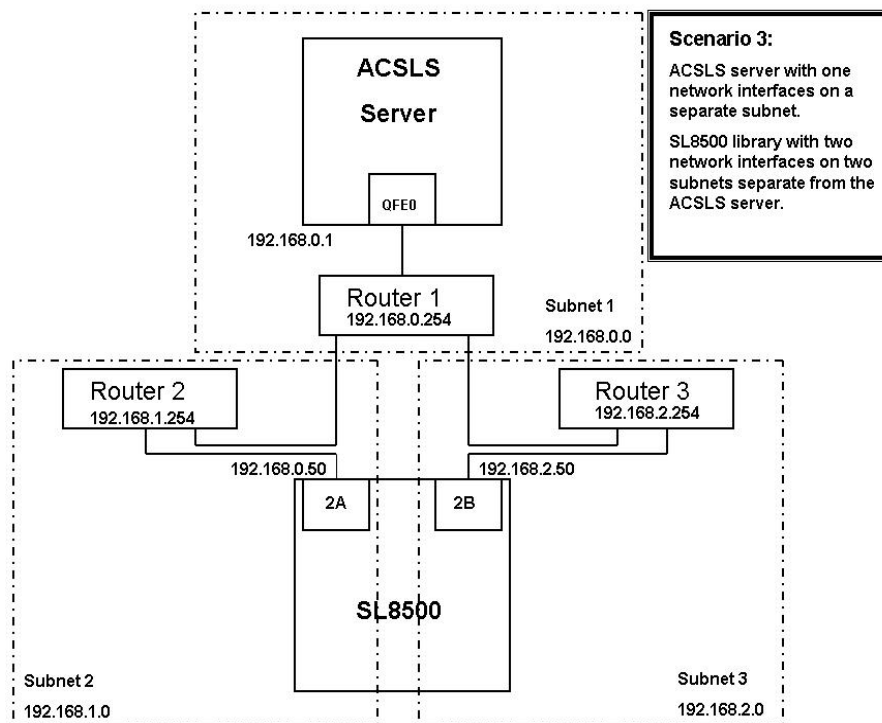 ACSLS
Server
QFE0
192.168.0.1
Scenario 3:
ACSLS server with one
network interfaces on a
separate subnet.
SL8500 library with two
network interfaces on two
subnets separate from the
ACSLS server.
Router 1
192.168.0.254
Subnet 1
192.168.0.0
Router 2
192.168.1.254
Router 3
192.168.2.254
192.168.0.50
192.168.2.50
2A
2B
SL8500
Subnet 2
192.168.1.0
Subnet 3
192.168.2.0